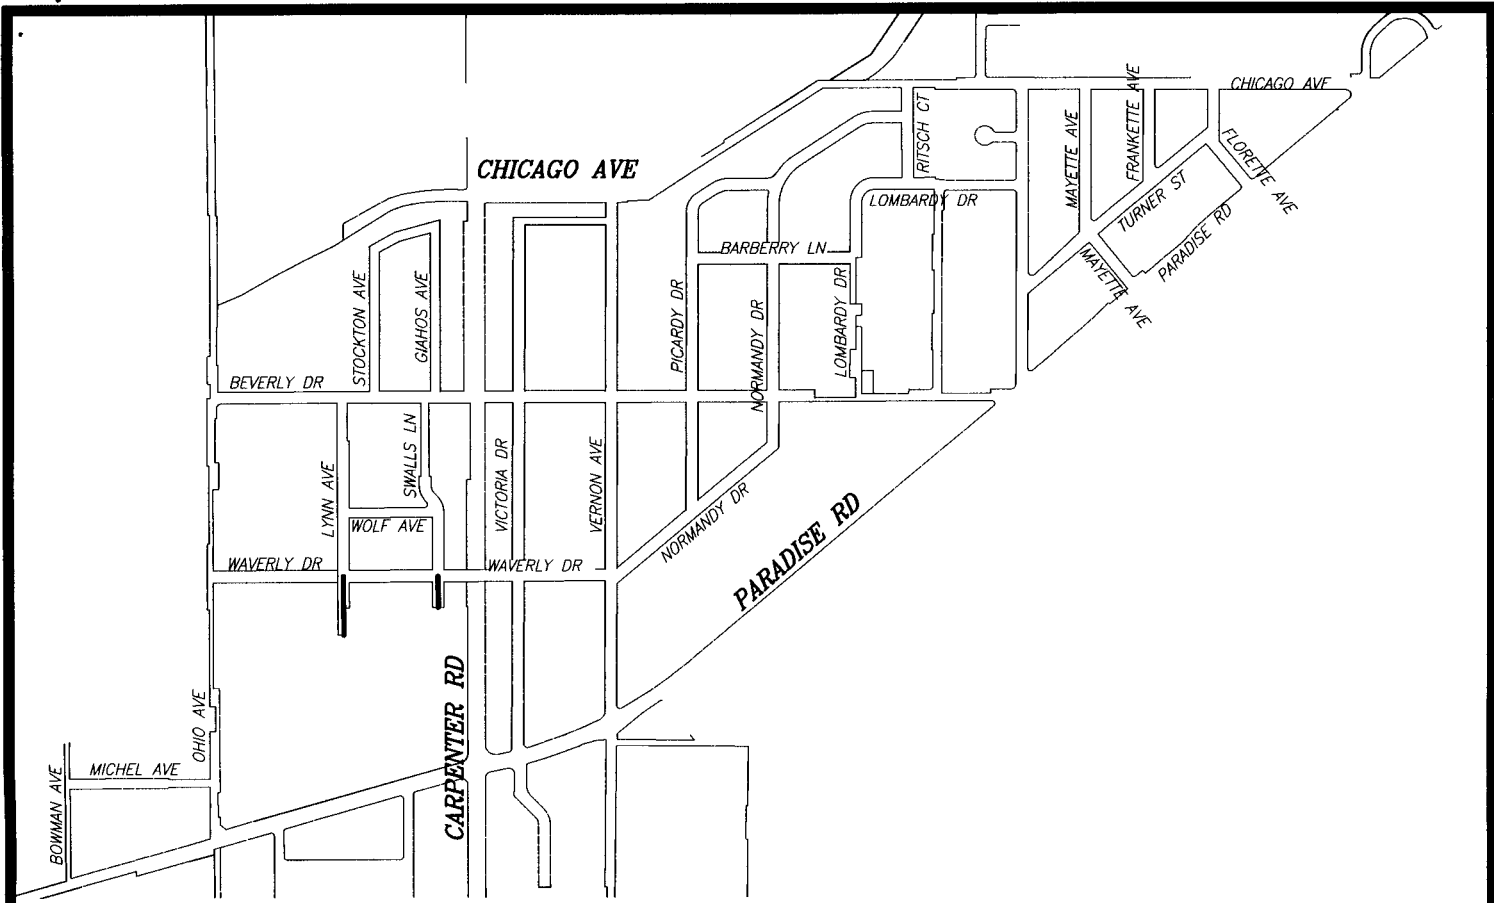 CHICAGO AVE
FRANKETTE AVE
RITSCH CT
MAYETTE AVE
FLORETTE AVE
CHICAGO AVE
TURNER ST
LOMBARDY DR
PARADISE RD
BARBERRY LN
MAYETTE AVE
STOCKTON AVE
GIAHOS AVE
PICARDY DR
NORMANDY DR
LOMBARDY DR
BEVERLY DR
LYNN AVE
SWALLS LN
VICTORIA DR
VERNON AVE
WOLF AVE
NORMANDY DR
PARADISE RD
WAVERLY DR
WAVERLY DR
CARPENTER RD
OHIO AVE
MICHEL AVE
BOWMAN AVE